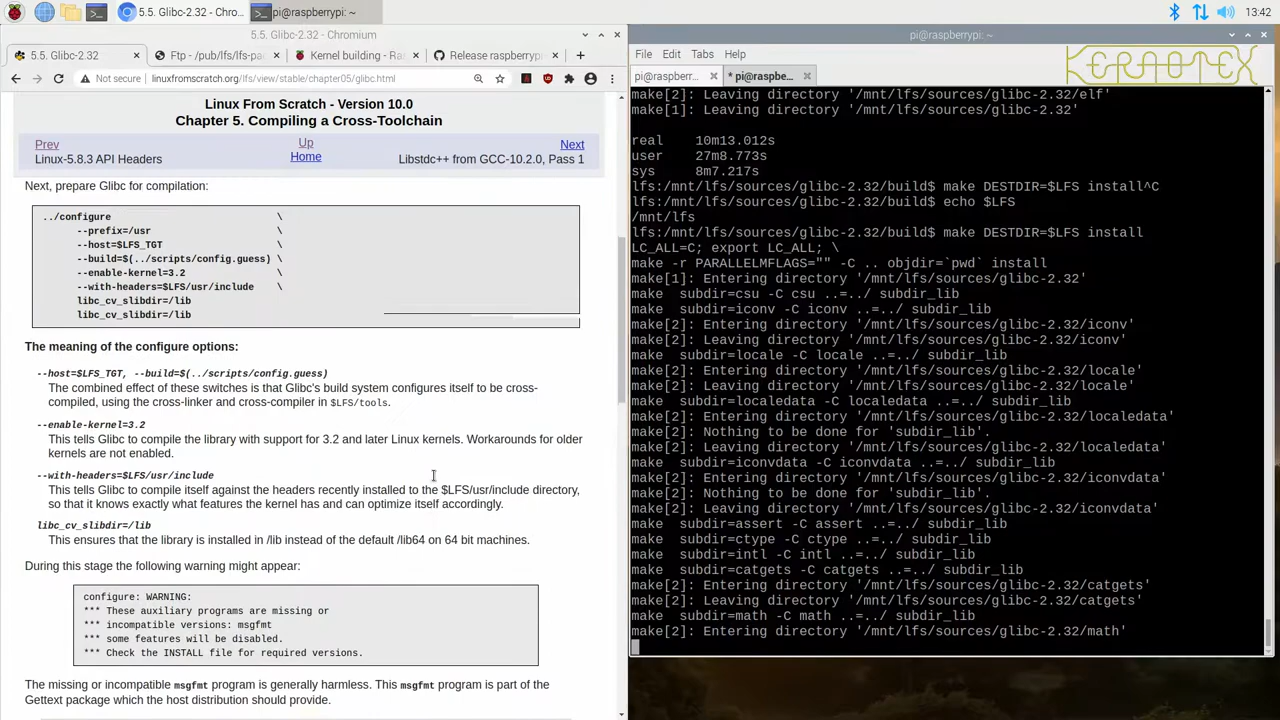 5.5. Glibc-2.32 - Chro...
pi@raspberrypi: ~
13:42
5.5. Glibc-2.32 - Chromium
5.5. Glibc-2.32
Ftp - /pub/lfs/lfs-pa
Kernel building - Ras
Release raspberrypi
Not secure
linuxfromscratch.org/lfs/view/stable/chapter05/glibc.html
Linux From Scratch - Version 10.0
Chapter 5. Compiling a Cross-Toolchain
Prev
Up
Next
Linux-5.8.3 API Headers
Home
Libstdc++ from GCC-10.2.0, Pass 1
Next, prepare Glibc for compilation:
../configure \
--prefix=/usr \
--host=$LFS_TGT \
--build=$(../scripts/config.guess) \
--enable-kernel=3.2 \
--with-headers=$LFS/usr/include \
libc_cv_slibdir=/lib
libc_cv_slibdir=/lib
The meaning of the configure options:
--host=$LFS_TGT, --build=$(../scripts/config.guess)
The combined effect of these switches is that Glibc's build system configures itself to be cross-
compiled, using the cross-linker and cross-compiler in $LFS/tools.
--enable-kernel=3.2
This tells Glibc to compile the library with support for 3.2 and later Linux kernels. Workarounds for older
kernels are not enabled.
--with-headers=$LFS/usr/include
This tells Glibc to compile itself against the headers recently installed to the $LFS/usr/include directory,
so that it knows exactly what features the kernel has and can optimize itself accordingly.
libc_cv_slibdir=/lib
This ensures that the library is installed in /lib instead of the default /lib64 on 64 bit machines.
During this stage the following warning might appear:
configure: WARNING:
*** These auxiliary programs are missing or
*** incompatible versions: msgfmt
*** some features will be disabled.
*** Check the INSTALL file for required versions.
The missing or incompatible msgfmt program is generally harmless. This msgfmt program is part of the
Gettext package which the host distribution should provide.
pi@raspberrypi: ~
File Edit Tabs Help
pi@raspberr...
* pi@raspbe...
KEROTEX
make[2]: Leaving directory '/mnt/lfs/sources/glibc-2.32/elf'
make[1]: Leaving directory '/mnt/lfs/sources/glibc-2.32'
real 10m13.012s
user 27m8.773s
sys 8m7.217s
lfs:/mnt/lfs/sources/glibc-2.32/build$ make DESTDIR=$LFS install^C
lfs:/mnt/lfs/sources/glibc-2.32/build$ echo $LFS
/mnt/lfs
lfs:/mnt/lfs/sources/glibc-2.32/build$ make DESTDIR=$LFS install
LC_ALL=C; export LC_ALL; \
make -r PARALLELMFLAGS="" -C .. objdir=`pwd` install
make[1]: Entering directory '/mnt/lfs/sources/glibc-2.32'
make subdir=csu -C csu ..=../ subdir_lib
make subdir=iconv -C iconv ..=../ subdir_lib
make[2]: Entering directory '/mnt/lfs/sources/glibc-2.32/iconv'
make[2]: Leaving directory '/mnt/lfs/sources/glibc-2.32/iconv'
make subdir=locale -C locale ..=../ subdir_lib
make[2]: Entering directory '/mnt/lfs/sources/glibc-2.32/locale'
make[2]: Leaving directory '/mnt/lfs/sources/glibc-2.32/locale'
make subdir=localedata -C localedata ..=../ subdir_lib
make[2]: Entering directory '/mnt/lfs/sources/glibc-2.32/localedata'
make[2]: Nothing to be done for 'subdir_lib'.
make[2]: Leaving directory '/mnt/lfs/sources/glibc-2.32/localedata'
make subdir=iconvdata -C iconvdata ..=../ subdir_lib
make[2]: Entering directory '/mnt/lfs/sources/glibc-2.32/iconvdata'
make[2]: Nothing to be done for 'subdir_lib'.
make[2]: Leaving directory '/mnt/lfs/sources/glibc-2.32/iconvdata'
make subdir=assert -C assert ..=../ subdir_lib
make subdir=ctype -C ctype ..=../ subdir_lib
make subdir=intl -C intl ..=../ subdir_lib
make subdir=catgets -C catgets ..=../ subdir_lib
make[2]: Entering directory '/mnt/lfs/sources/glibc-2.32/catgets'
make[2]: Leaving directory '/mnt/lfs/sources/glibc-2.32/catgets'
make subdir=math -C math ..=../ subdir_lib
make[2]: Entering directory '/mnt/lfs/sources/glibc-2.32/math'